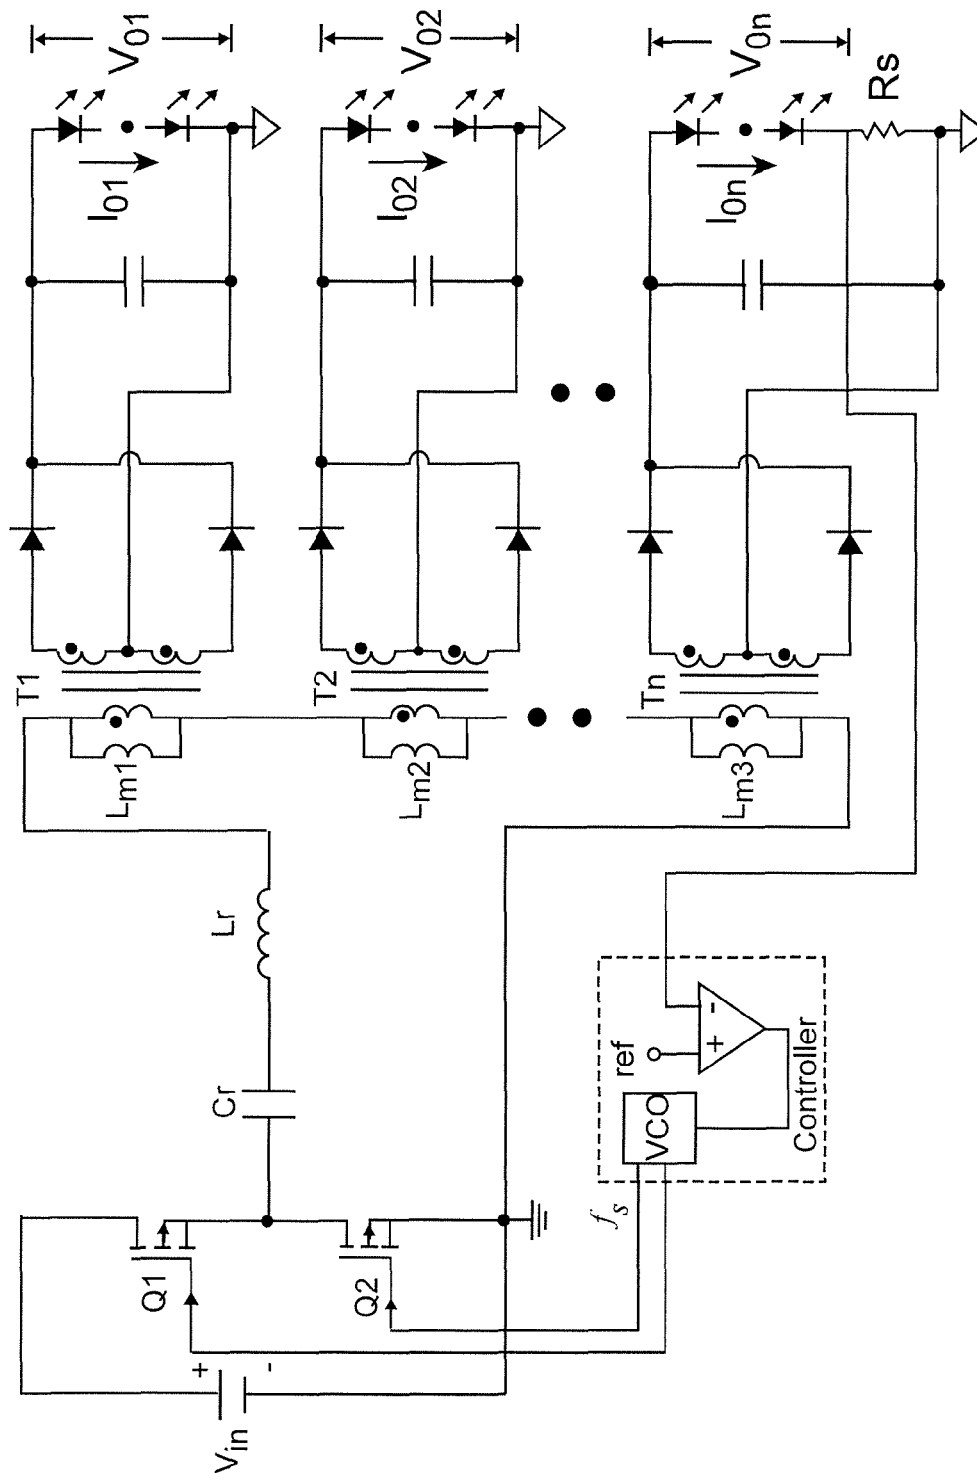 Vin
+
-
Q1
Q2
fs
Cr
Lr
VCO
ref
+
-
Controller
Lm1
Lm2
Lm3
T1
T2
Tn
I01
V01
I02
V02
I0n
V0n
Rs